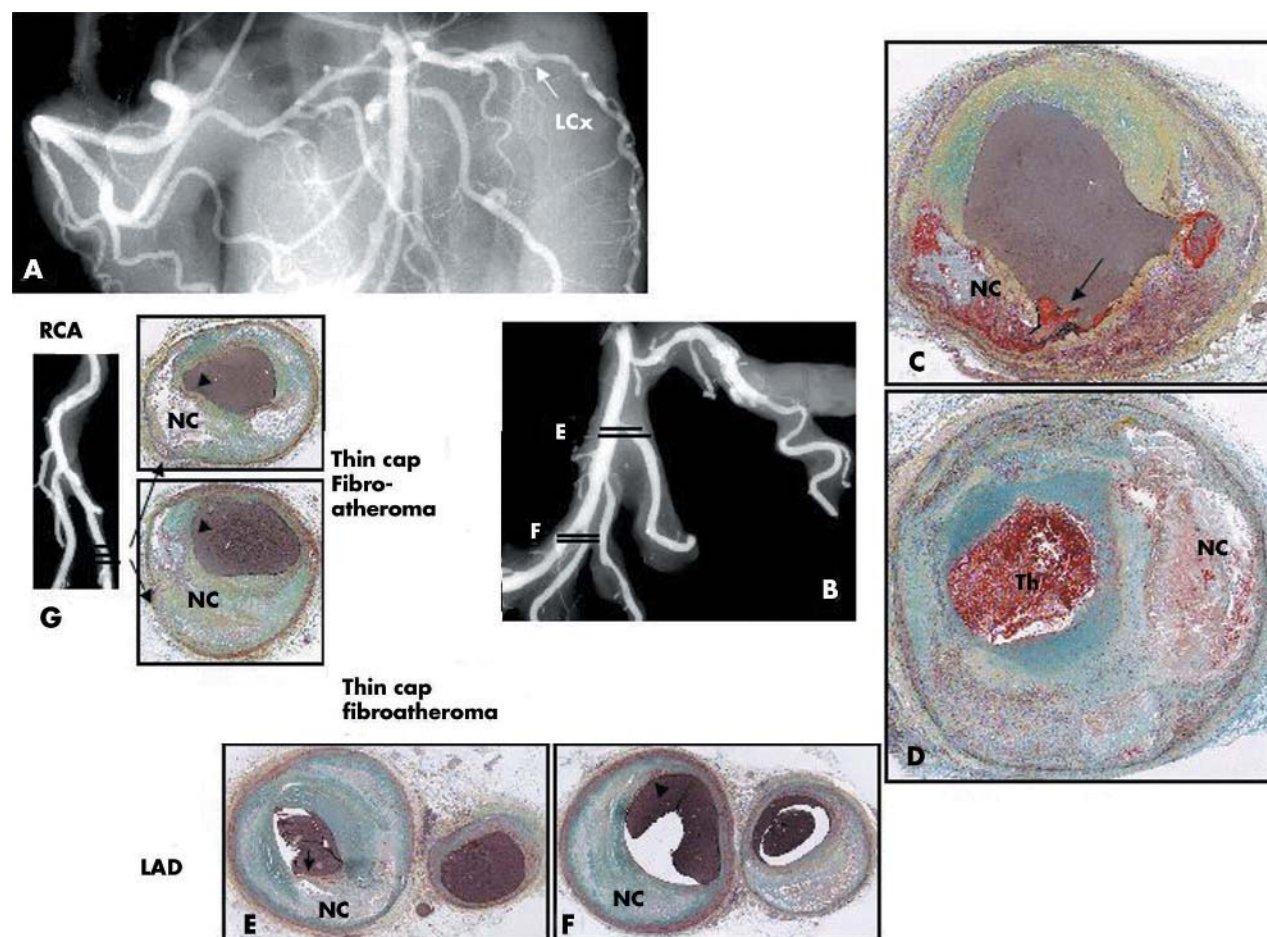 LCx
A
NC
C
RCA
NC
Thin cap
Fibro-
atheroma
NC
G
E
F
B
Th
NC
D
Thin cap
fibroatheroma
LAD
NC
E
NC
F